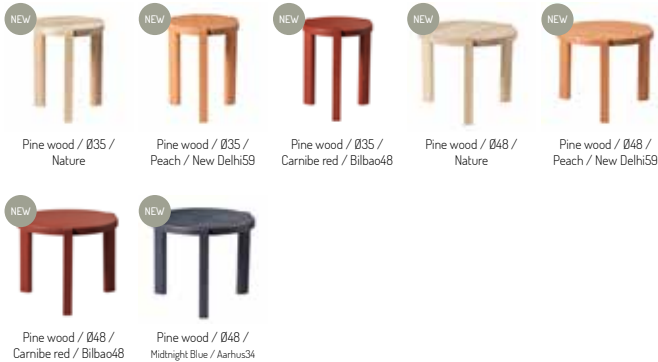 NEW
NEW
NEW
NEW
NEW
Pine wood / Ø35 /
Nature
Pine wood / Ø35 /
Peach / New Delhi59
Pine wood / Ø35 /
Carnibe red / Bilbao48
Pine wood / Ø48 /
Nature
Pine wood / Ø48 /
Peach / New Delhi59
NEW
NEW
Pine wood / Ø48 /
Carnibe red / Bilbao48
Pine wood / Ø48 /
Midtnight Blue / Aarhus34